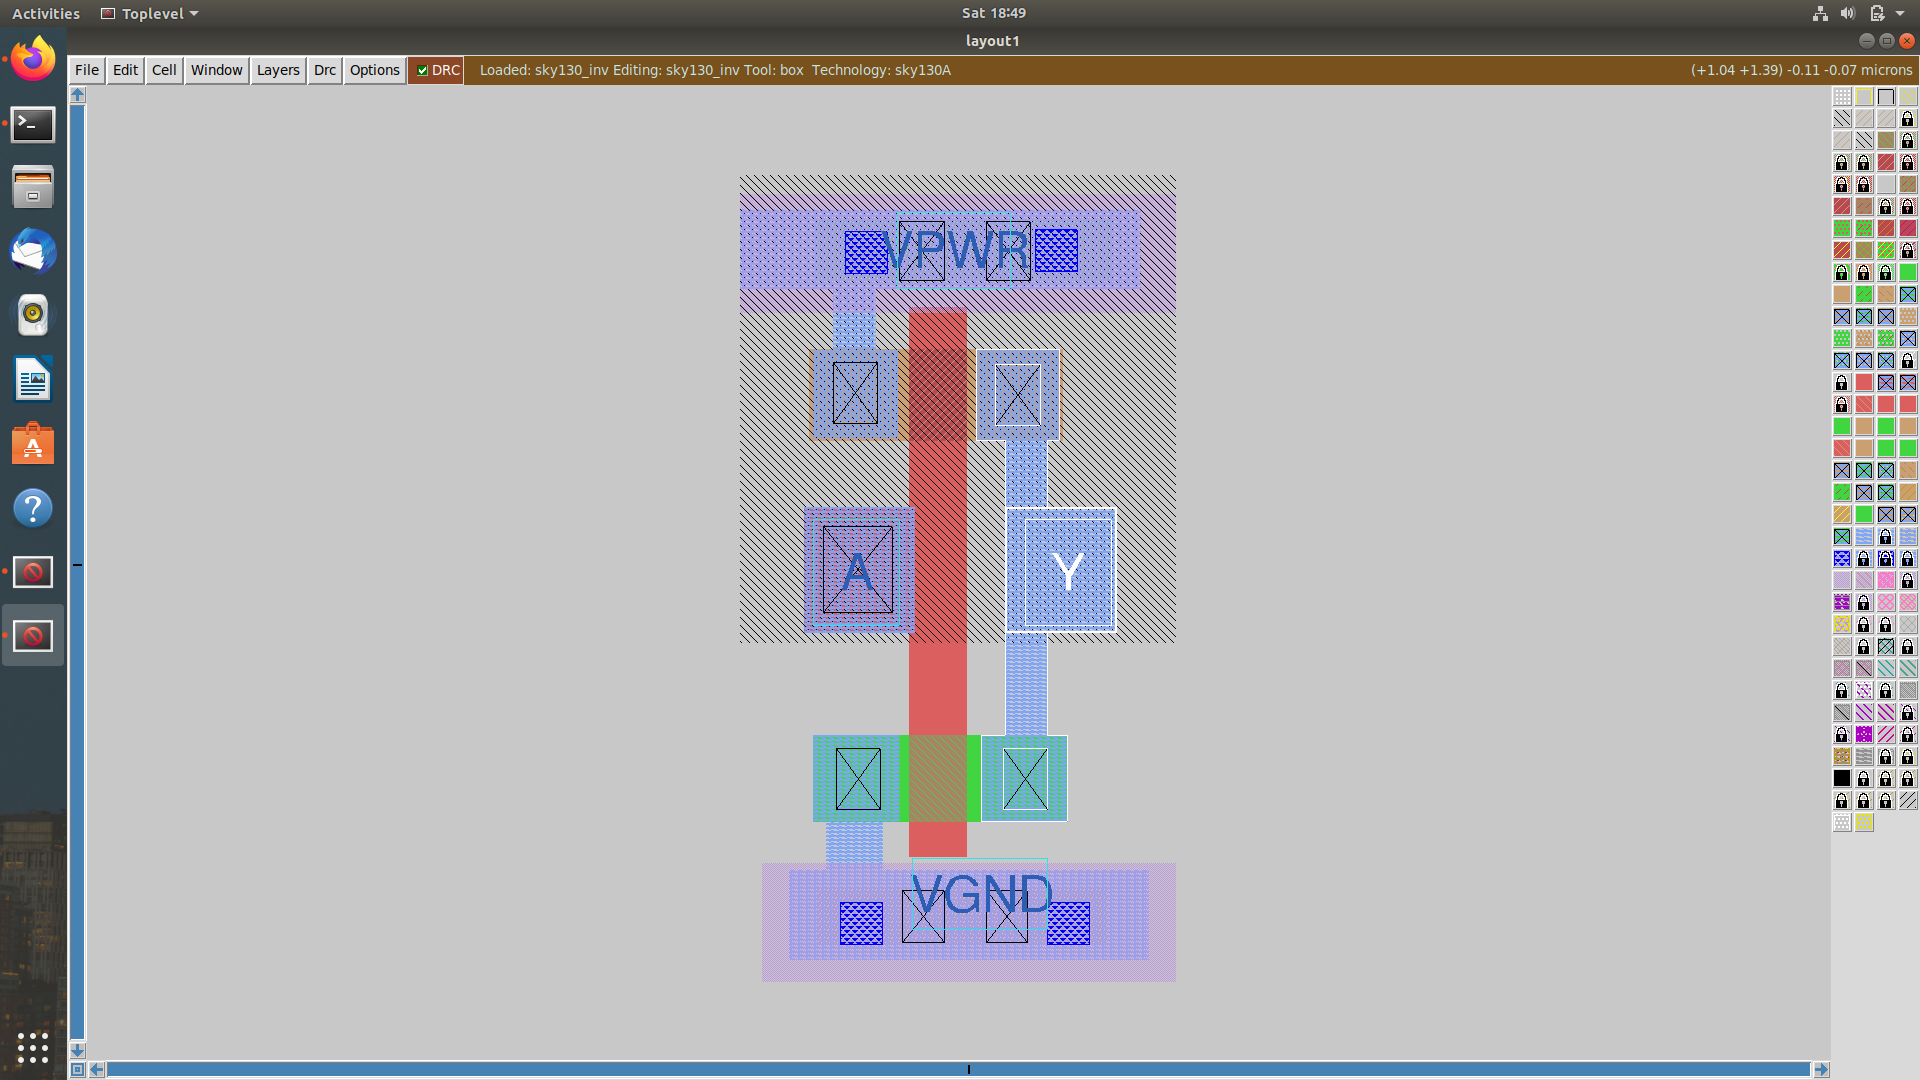 Activities Toplevel Sat 18:49
layout1
File Edit Cell Window Layers Drc Options DRC Loaded: sky130_inv Editing: sky130_inv Tool: box Technology: sky130A (+1.04 +1.39) -0.11 -0.07 microns
VPWR
A Y
VGND